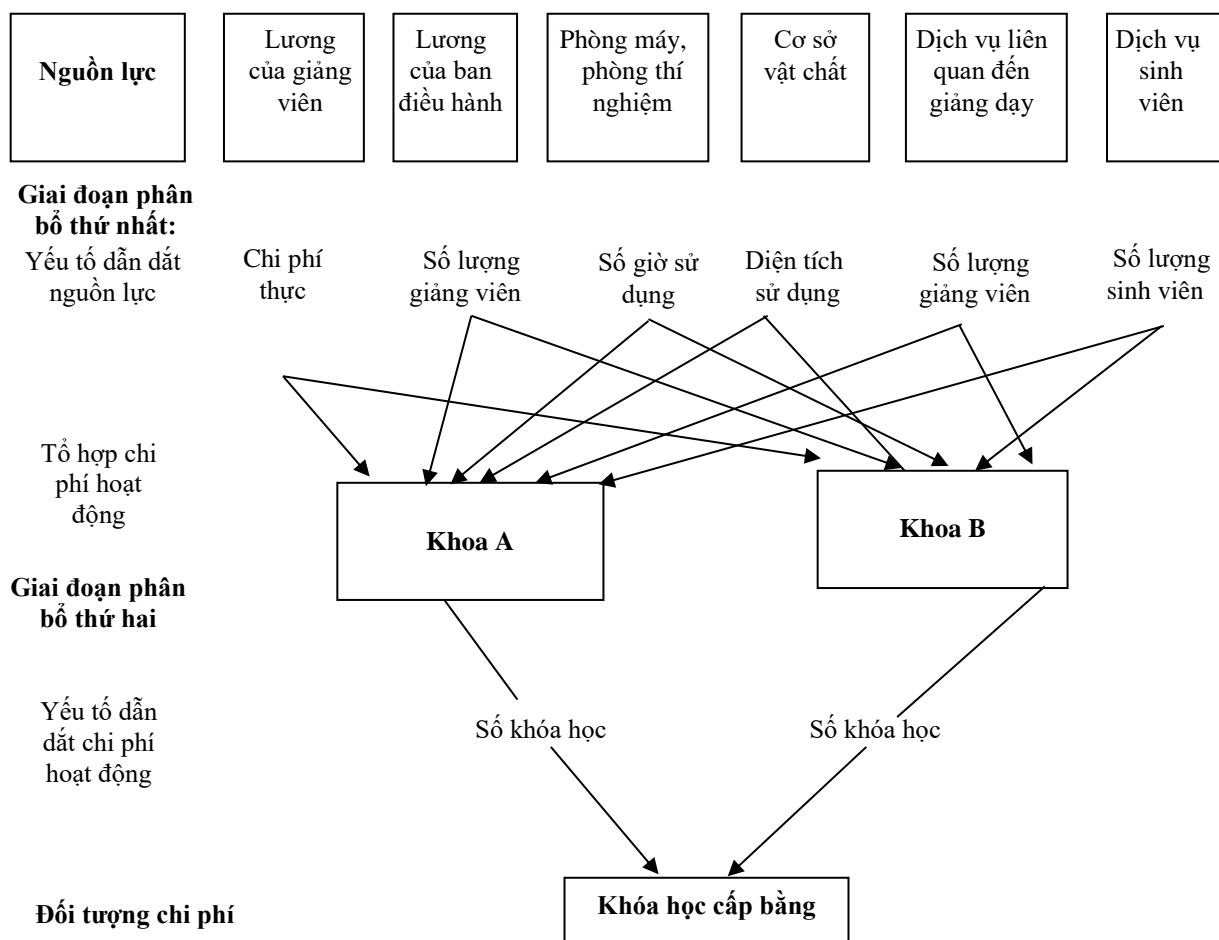 Nguồn lực
Lương
của giảng
viên
Lương
của ban
điều hành
Phòng máy,
phòng thí
nghiệm
Cơ sở
vật chất
Dịch vụ liên
quan đến
giảng dạy
Dịch vụ
sinh
viên
Giai đoạn phân
bổ thứ nhất:
Yếu tố dẫn dắt
nguồn lực
Chi phí
thực
Số lượng
giảng viên
Số giờ sử
dụng
Diện tích
sử dụng
Số lượng
giảng viên
Số lượng
sinh viên
Tổ hợp chi
phí hoạt
động
Khoa A
Khoa B
Giai đoạn phân
bổ thứ hai
Yếu tố dẫn
dắt chi phí
hoạt động
Số khóa học
Số khóa học
Đối tượng chi phí
Khóa học cấp bằng